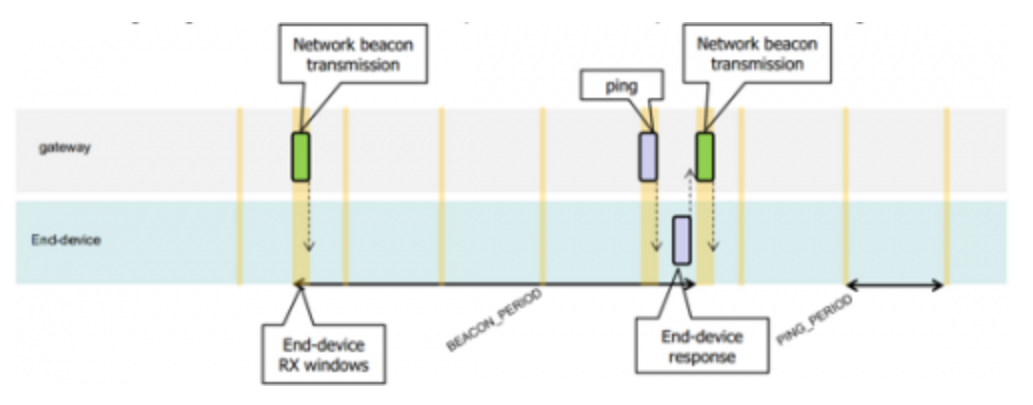 Network beacon
transmission
ping
Network beacon
transmission
gateway
End-device
BEACON_PERIOD
PING_PERIOD
End-device
RX windows
End-device
response